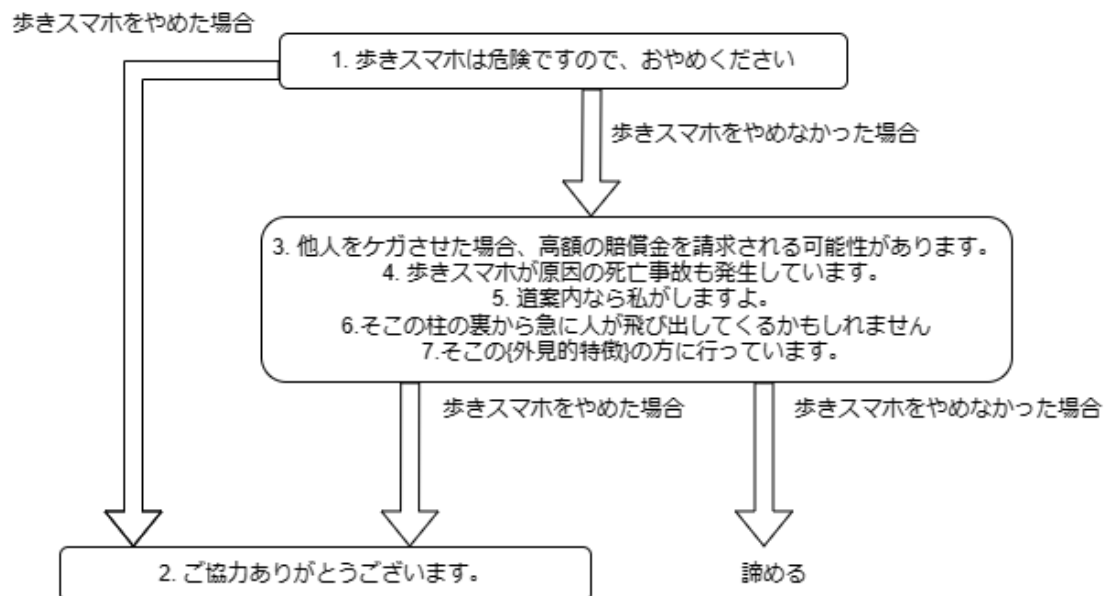 歩きスマホをやめた場合
1. 歩きスマホは危険ですので、おやめください
歩きスマホをやめなかった場合
3. 他人をケガさせた場合、高額の賠償金を請求される可能性があります。
4. 歩きスマホが原因の死亡事故も発生しています。
5. 道案内なら私がしますよ。
6.そこの柱の裏から急に人が飛び出してくるかもしれません
7.そこの{外見的特徴}の方に行っています。
歩きスマホをやめた場合
歩きスマホをやめなかった場合
2. ご協力ありがとうございます。
諦める